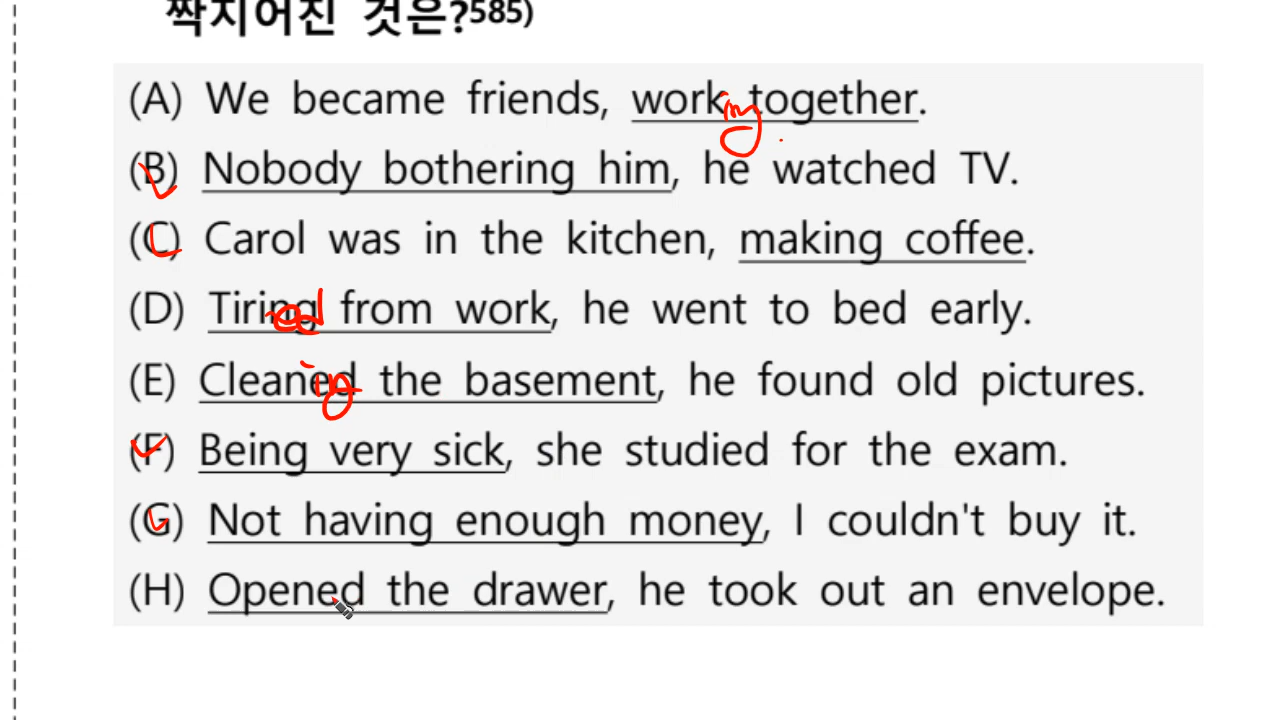 짝지어진 것은?585)
(A) We became friends, work together.
ing
(B) Nobody bothering him, he watched TV.
(C) Carol was in the kitchen, making coffee.
(D) Tiring from work, he went to bed early.
ed
(E) Cleaned the basement, he found old pictures.
ing
(F) Being very sick, she studied for the exam.
(G) Not having enough money, I couldn't buy it.
(H) Opened the drawer, he took out an envelope.